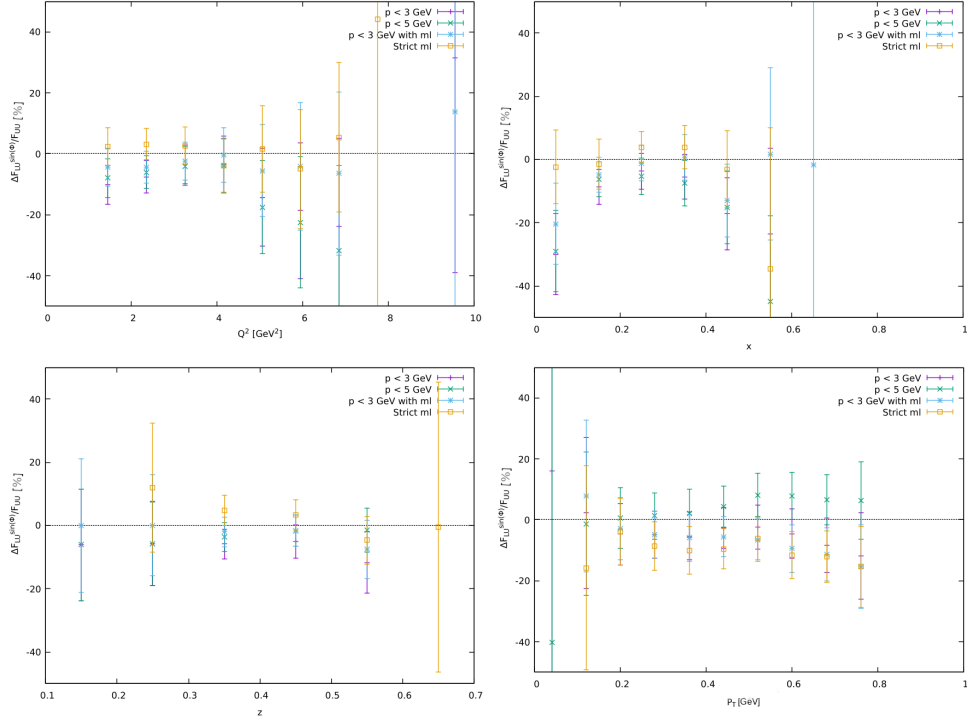 p < 3 GeV
p < 5 GeV
p < 3 GeV with ml
Strict ml
ΔF_LU^sin(Φ)/F_UU [%]
40
20
0
-20
-40
0
2
4
6
8
10
Q² [GeV²]
p < 3 GeV
p < 5 GeV
p < 3 GeV with ml
Strict ml
ΔF_LU^sin(Φ)/F_UU [%]
40
20
0
-20
-40
0
0.2
0.4
0.6
0.8
1
x
p < 3 GeV
p < 5 GeV
p < 3 GeV with ml
Strict ml
ΔF_LU^sin(Φ)/F_UU [%]
40
20
0
-20
-40
0.1
0.2
0.3
0.4
0.5
0.6
0.7
z
p < 3 GeV
p < 5 GeV
p < 3 GeV with ml
Strict ml
ΔF_LU^sin(Φ)/F_UU [%]
40
20
0
-20
-40
0
0.2
0.4
0.6
0.8
1
P_T [GeV]